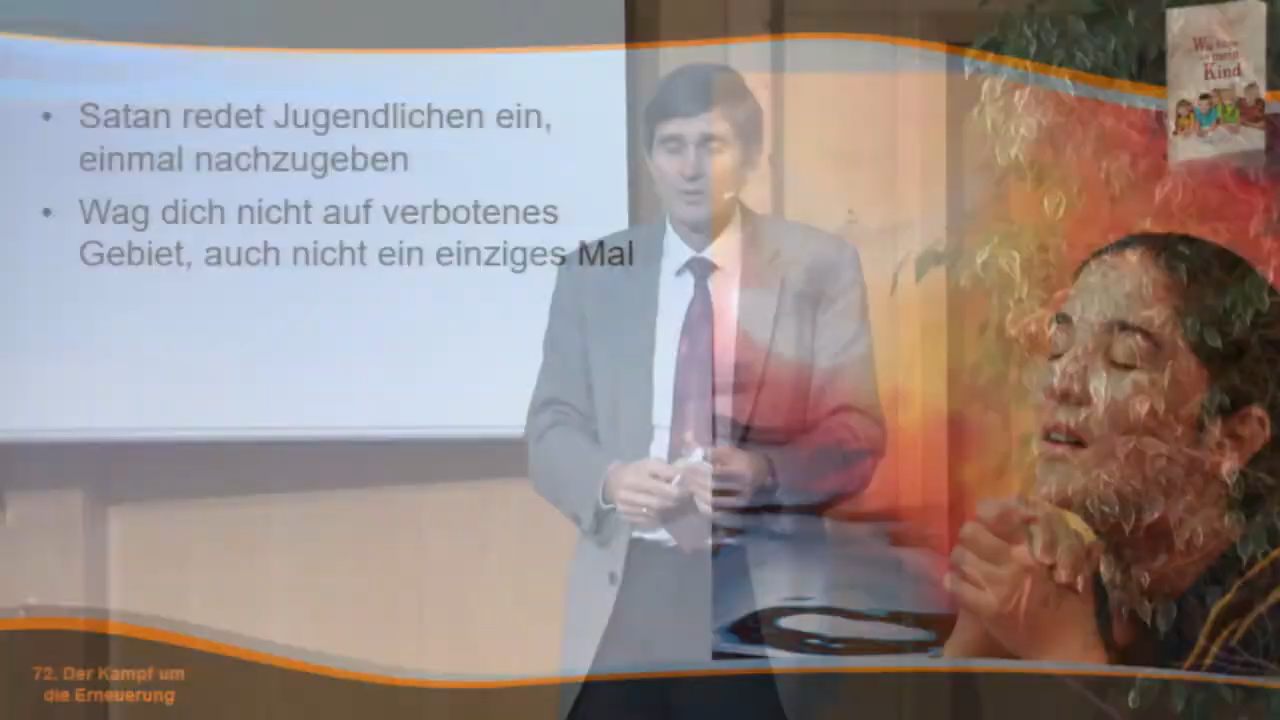 • Satan redet Jugendlichen ein,
einmal nachzugeben
• Wag dich nicht auf verbotenes
Gebiet, auch nicht ein einziges Mal
Kind
72. Der Kampf um
die Erneuerung